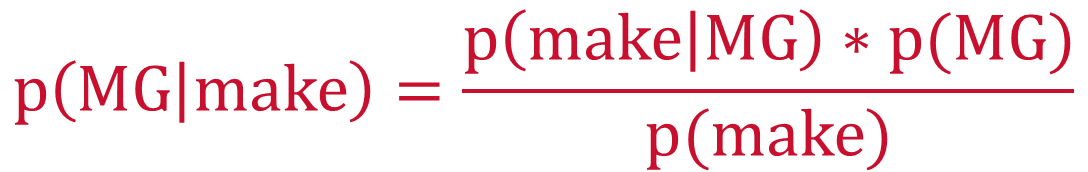 p(MG|make) = p(make|MG) ∗ p(MG)
p(make)